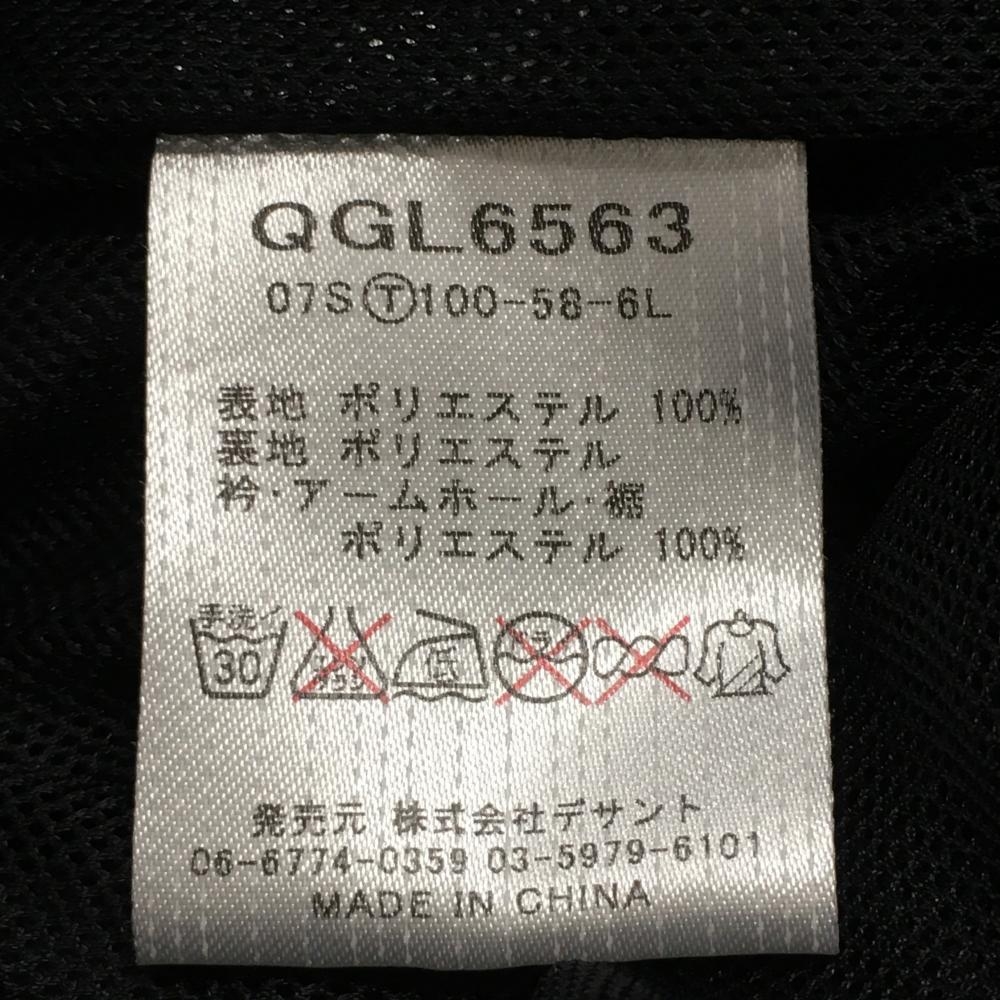 QGL6563
07SⓉ100-58-6L
表地 ポリエステル 100%
裏地 ポリエステル
衿・アームホール・裾
ポリエステル 100%
手洗イ
30
低
発売元 株式会社デサント
06-6774-0359 03-5979-6101
MADE IN CHINA